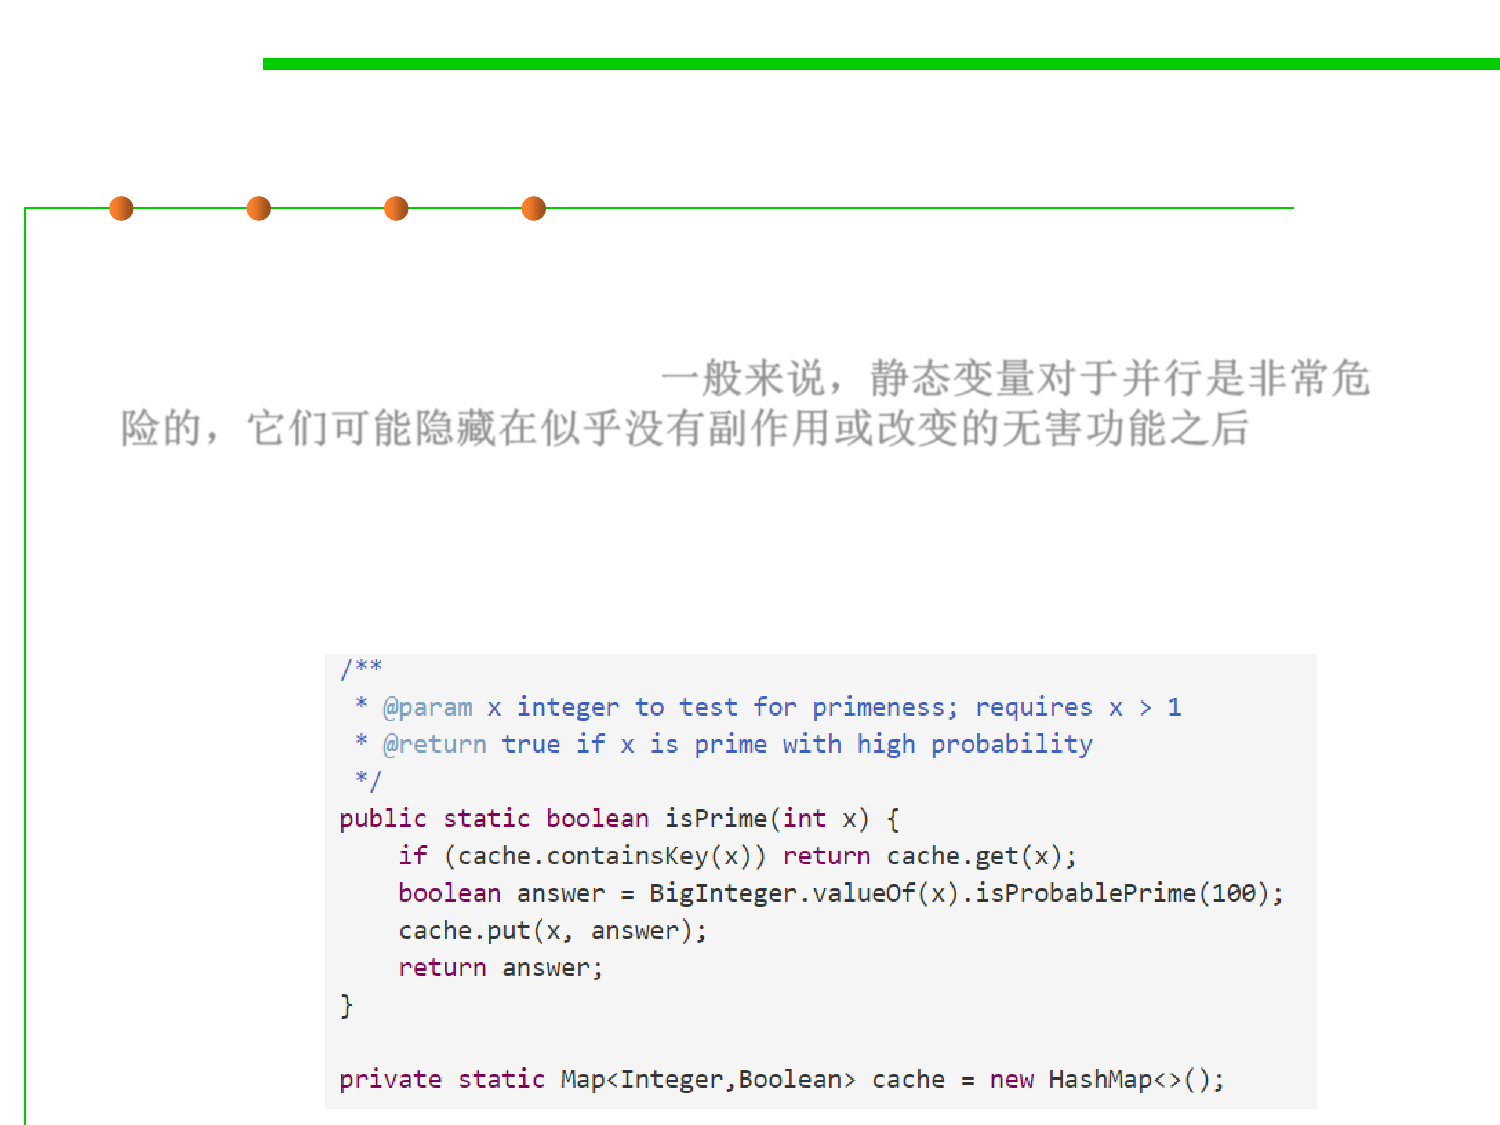 一般来说，静态变量对于并行是非常危
险的，它们可能隐藏在似乎没有副作用或改变的无害功能之后
/**
 * @param x integer to test for primeness; requires x > 1
 * @return true if x is prime with high probability
 */
public static boolean isPrime(int x) {
    if (cache.containsKey(x)) return cache.get(x);
    boolean answer = BigInteger.valueOf(x).isProbablePrime(100);
    cache.put(x, answer);
    return answer;
}
private static Map<Integer,Boolean> cache = new HashMap<>();